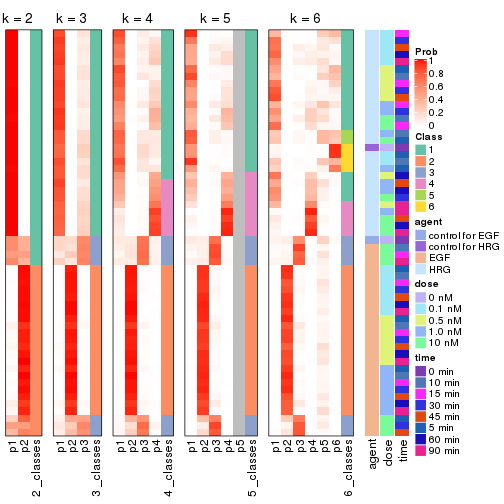 k = 2 k = 3 k = 4 k = 5 k = 6
p1 p2 2_classes p1 p2 p3 3_classes p1 p2 p3 p4 4_classes p1 p2 p3 p4 p5 5_classes p1 p2 p3 p4 p5 p6 6_classes agent dose time
Prob
1
0.8
0.6
0.4
0.2
0
Class
1
2
3
4
5
6
agent
control for EGF
control for HRG
EGF
HRG
dose
0 nM
0.1 nM
0.5 nM
1.0 nM
10 nM
time
0 min
10 min
15 min
30 min
45 min
5 min
60 min
90 min